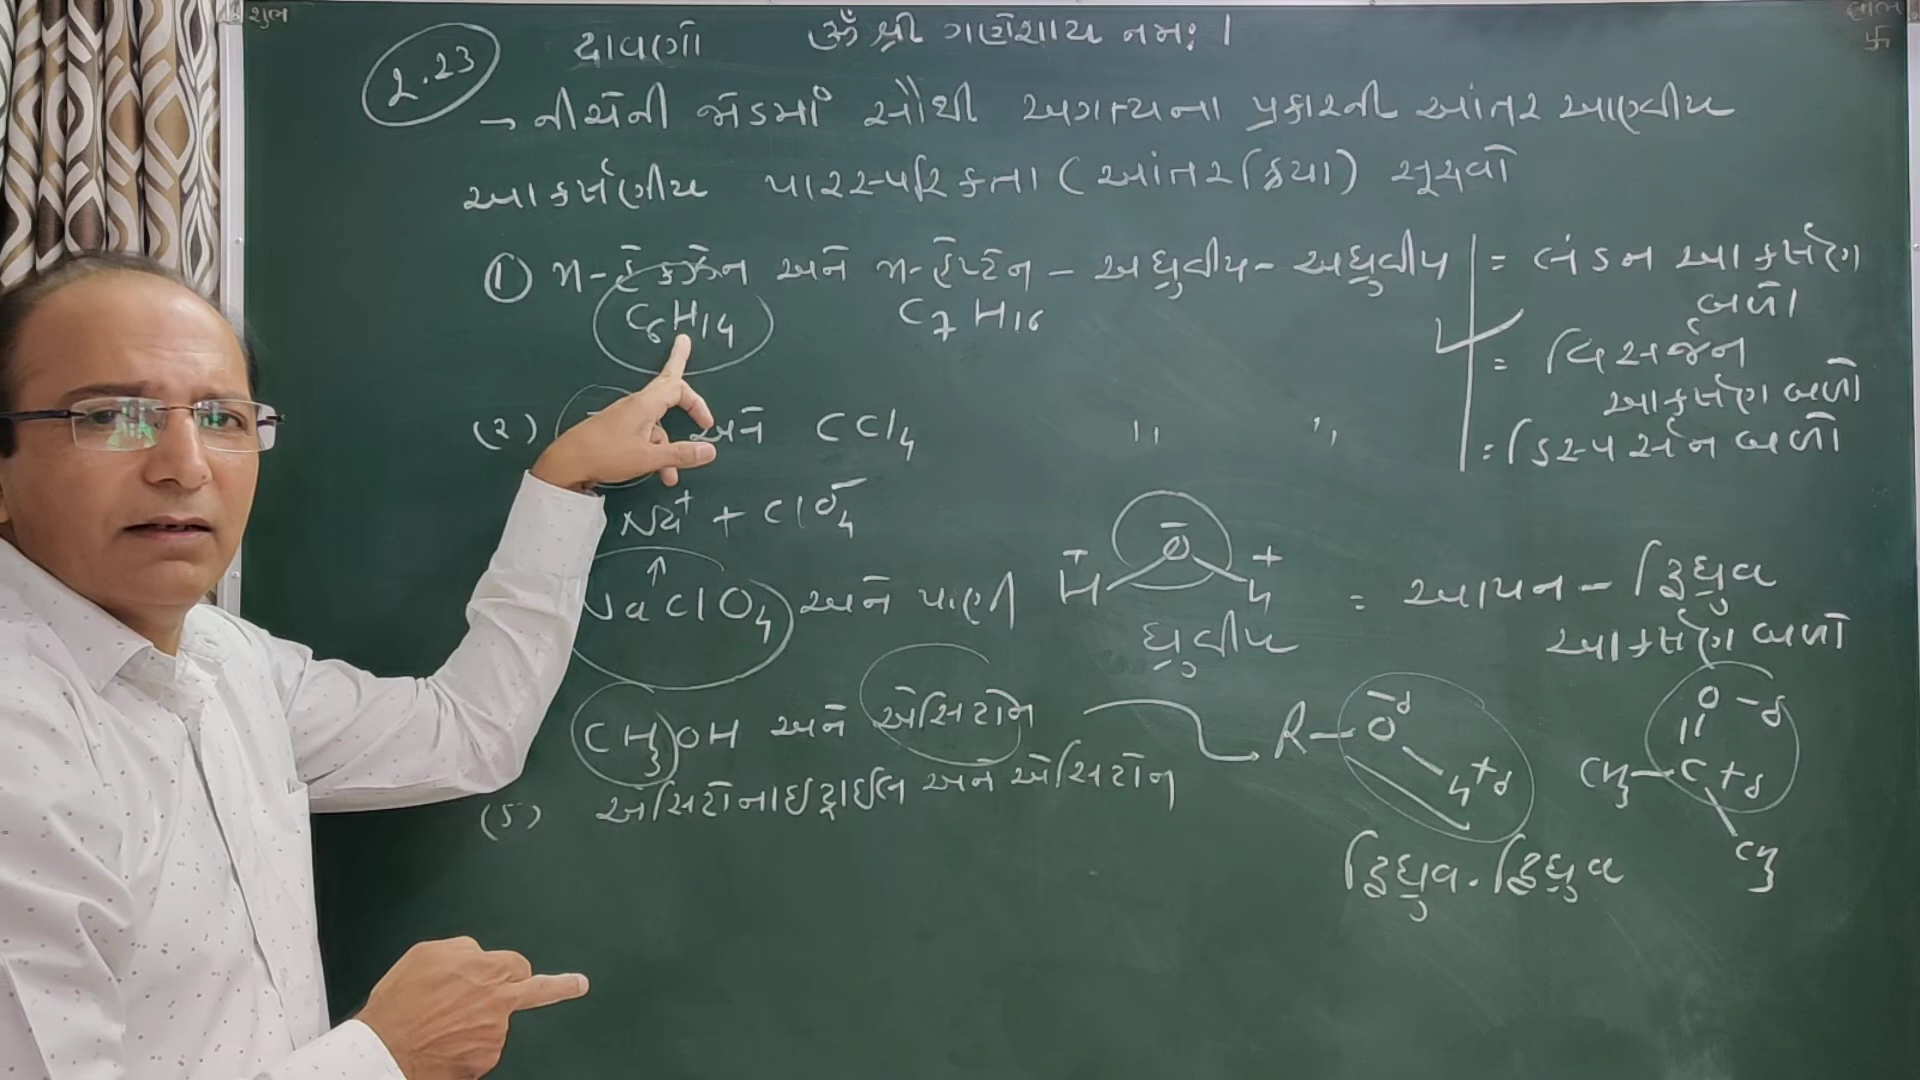 શુભ
લાભ
2.23 દ્રાવણો ૐ શ્રી ગણેશાય નમઃ ।
→ નીચેની જોડમાં સૌથી અગત્યના પ્રકારની આંતર આણ્વીય
આકર્ષણીય પારસ્પરિકતા (આંતરક્રિયા) સૂચવો
① n-હેકઝેન અને n-હેપ્ટેન - અધ્રુવીય - અધ્રુવીય = લંડન આકર્ષણ બળો
C6H14 C7H16
= વિસર્જન આકર્ષણ બળો
(૨) અને CCl4 ,, ,, = ડિસ્પર્સન બળો
Na+ + ClO4-
↑
NaClO4 અને પાણી H+ O- H+ = આયન - દ્વિધ્રુવ આકર્ષણ બળો
ધ્રુવીય
CH3OH અને એસિટોન R-O -δ H +δ O -δ
CH3-C +δ
CH3
(5) એસિટોનાઇટ્રાઇલ અને એસિટોન
દ્વિધ્રુવ - દ્વિધ્રુવ